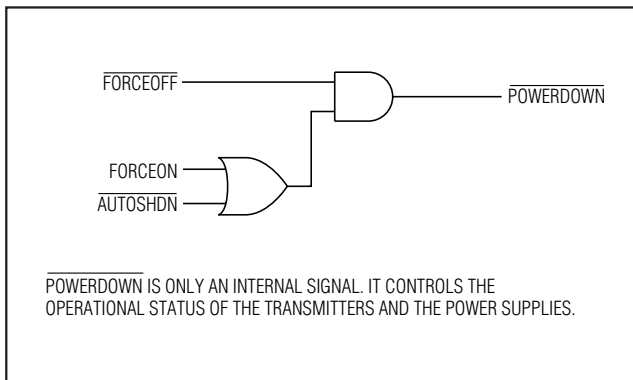 FORCEOFF
POWERDOWN
FORCEON
AUTOSHDN
POWERDOWN IS ONLY AN INTERNAL SIGNAL. IT CONTROLS THE
OPERATIONAL STATUS OF THE TRANSMITTERS AND THE POWER SUPPLIES.